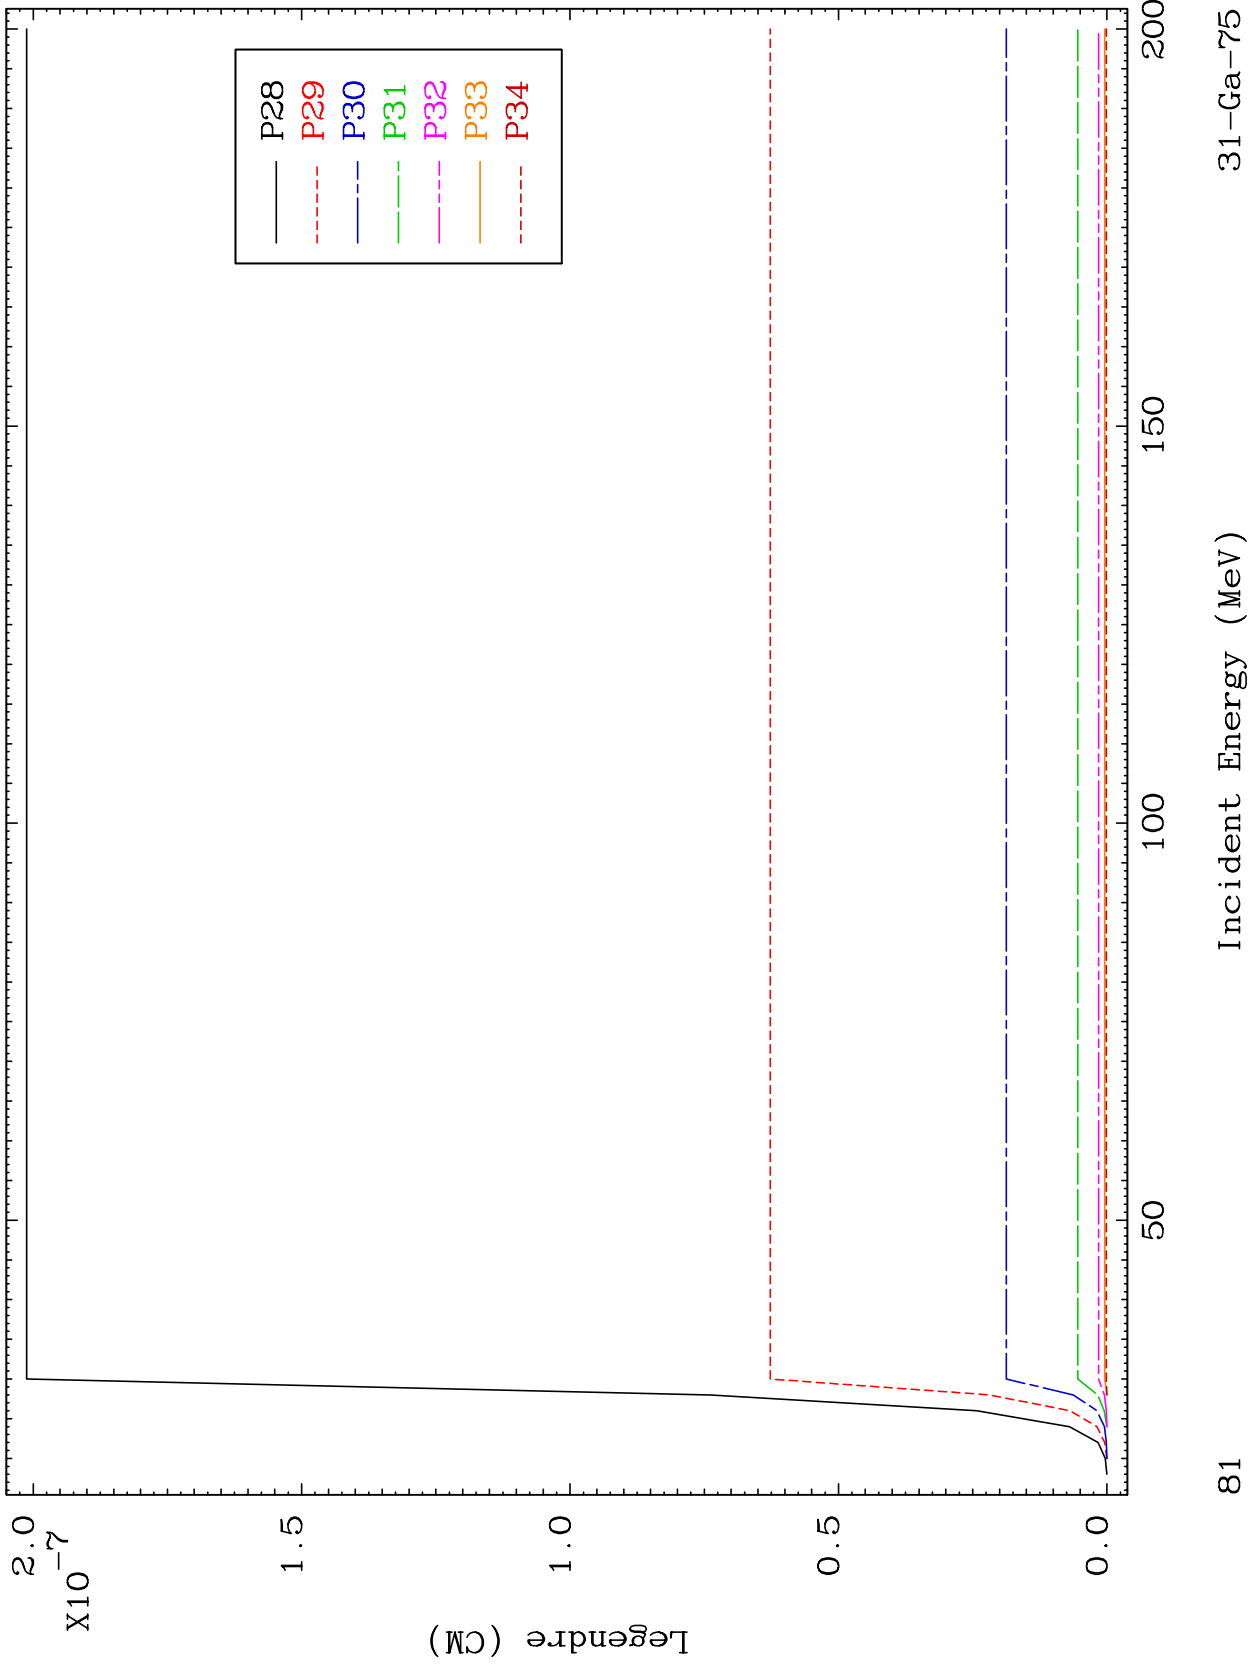 2.0
X10-7
1.5
1.0
0.5
0.0
Legendre (CM)
P28
P29
P30
P31
P32
P33
P34
50
100
150
200
Incident Energy (MeV)
81
31-Ga-75